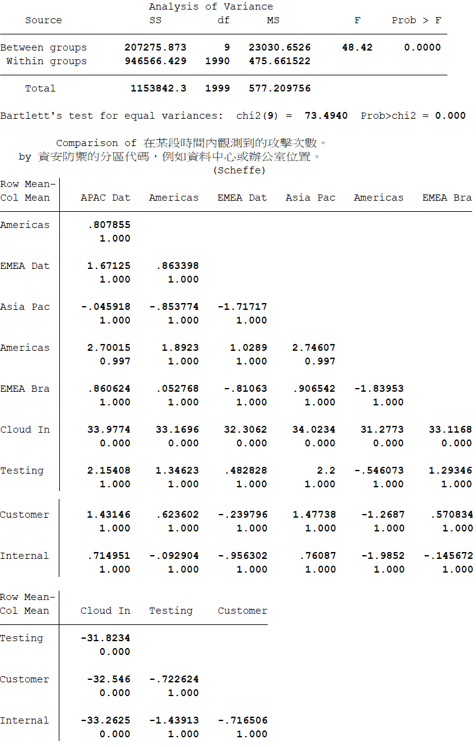 Analysis of Variance
Source SS df MS F Prob > F
Between groups 207275.873 9 23030.6526 48.42 0.0000
Within groups 946566.429 1990 475.661522
Total 1153842.3 1999 577.209756
Bartlett's test for equal variances: chi2(9) = 73.4940 Prob>chi2 = 0.000
Comparison of 在某段時間內觀測到的攻擊次數。
by 資安防禦的分區代碼，例如資料中心或辦公室位置。
(Scheffe)
Row Mean-
Col Mean APAC Dat Americas EMEA Dat Asia Pac Americas EMEA Bra
Americas .807855
1.000
EMEA Dat 1.67125 .863398
1.000 1.000
Asia Pac -.045918 -.853774 -1.71717
1.000 1.000 1.000
Americas 2.70015 1.8923 1.0289 2.74607
0.997 1.000 1.000 0.997
EMEA Bra .860624 .052768 -.81063 .906542 -1.83953
1.000 1.000 1.000 1.000 1.000
Cloud In 33.9774 33.1696 32.3062 34.0234 31.2773 33.1168
0.000 0.000 0.000 0.000 0.000 0.000
Testing 2.15408 1.34623 .482828 2.2 -.546073 1.29346
1.000 1.000 1.000 1.000 1.000 1.000
Customer 1.43146 .623602 -.239796 1.47738 -1.2687 .570834
1.000 1.000 1.000 1.000 1.000 1.000
Internal .714951 -.092904 -.956302 .76087 -1.9852 -.145672
1.000 1.000 1.000 1.000 1.000 1.000
Row Mean-
Col Mean Cloud In Testing Customer
Testing -31.8234
0.000
Customer -32.546 -.722624
0.000 1.000
Internal -33.2625 -1.43913 -.716506
0.000 1.000 1.000